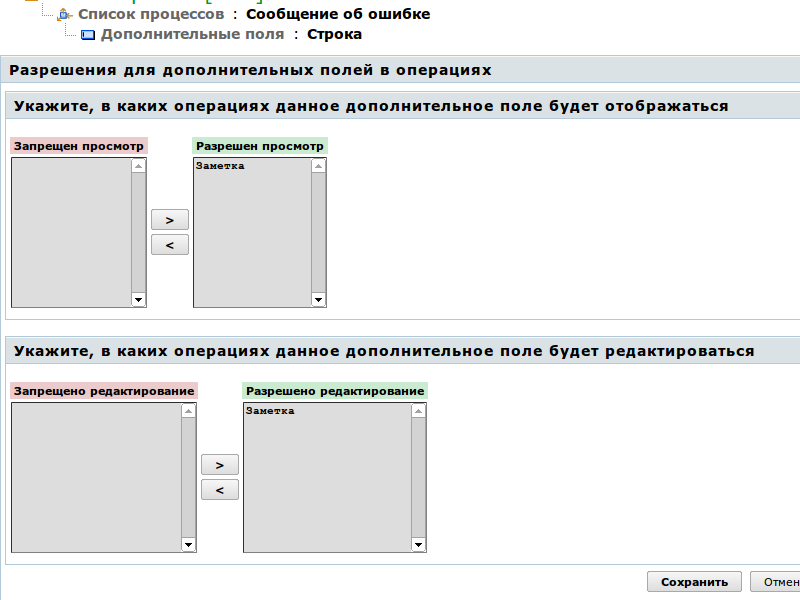 Список процессов : Сообщение об ошибке
Дополнительные поля : Строка
Разрешения для дополнительных полей в операциях
Укажите, в каких операциях данное дополнительное поле будет отображаться
Запрещен просмотр Разрешен просмотр
Заметка
>
<
Укажите, в каких операциях данное дополнительное поле будет редактироваться
Запрещено редактирование Разрешено редактирование
Заметка
>
<
Сохранить Отмен